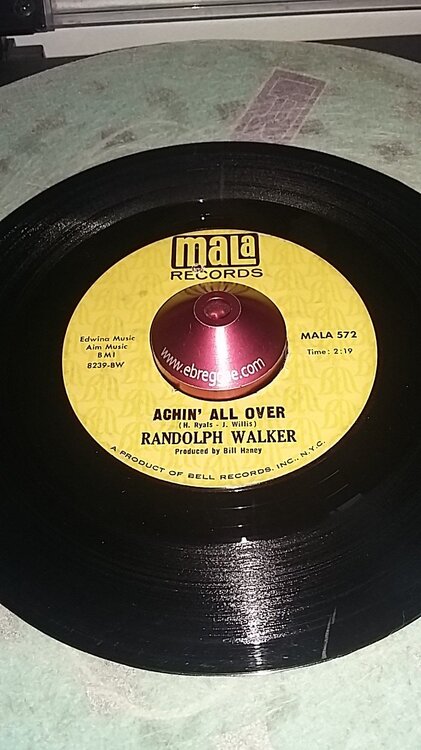 mala
RECORDS
Edwina Music
Aim Music
BMI
8239-BW
MALA 572
Time: 2:19
www.ebreggae.com
ACHIN' ALL OVER
(H. Ryals - J. Willis)
RANDOLPH WALKER
Produced by Bill Haney
A PRODUCT OF BELL RECORDS, INC., N.Y.C.